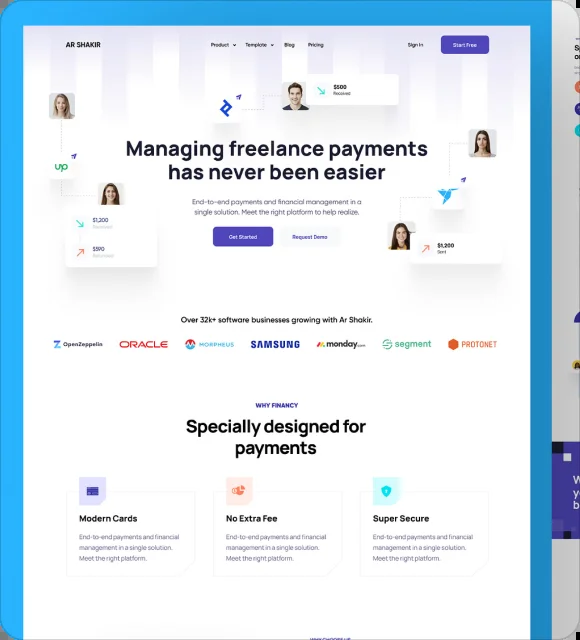 AR SHAKIR
Product Template Blog Pricing
Sign In
Start Free
$500
Received
Managing freelance payments
has never been easier
up
End-to-end payments and financial management in a
single solution. Meet the right platform to help realize.
Get Started
Request Demo
$1,200
Received
$590
$1,200
Sent
Over 32k+ software businesses growing with Ar Shakir.
OpenZeppelin
ORACLE
MORPHEUS
SAMSUNG
monday.com
segment
PROTONET
WHY FINANCY
Specially designed for
payments
Modern Cards
End-to-end payments and financial
management in a single solution.
Meet the right platform.
No Extra Fee
End-to-end payments and financial
management in a single solution.
Meet the right platform.
Super Secure
End-to-end payments and financial
management in a single solution.
Meet the right platform.